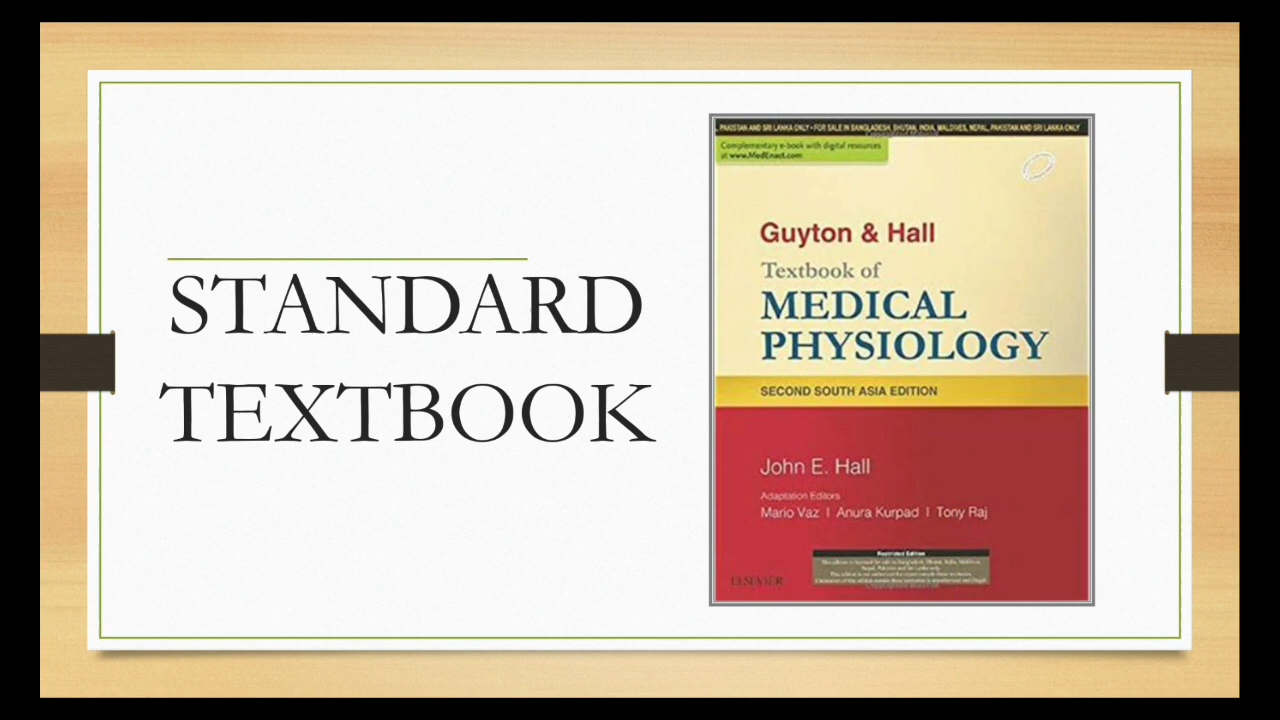 STANDARD
TEXTBOOK
PAKISTAN AND SRI LANKA ONLY • FOR SALE IN BANGLADESH, BHUTAN, INDIA, MALDIVES, NEPAL, PAKISTAN AND SRI LANKA ONLY
Complementary e-book with digital resources
at www.MedEnact.com
Guyton & Hall
Textbook of
MEDICAL
PHYSIOLOGY
SECOND SOUTH ASIA EDITION
John E. Hall
Adaptation Editors
Mario Vaz I Anura Kurpad I Tony Raj
Restricted Edition
ELSEVIER